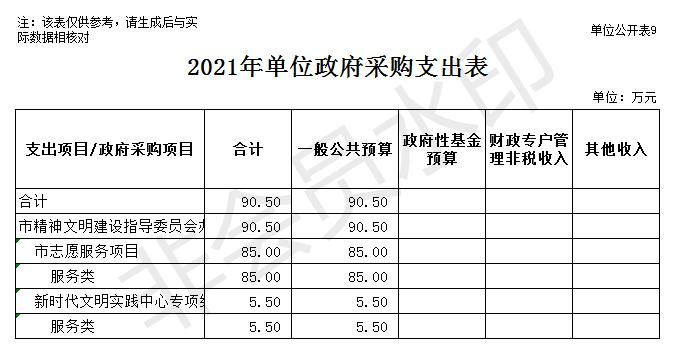 注：该表仅供参考，请生成后与实
际数据相核对
单位公开表9
2021年单位政府采购支出表
单位：万元
支出项目/政府采购项目 合计 一般公共预算 政府性基金预算 财政专户管理非税收入 其他收入
合计 90.50 90.50
市精神文明建设指导委员会办 90.50 90.50
市志愿服务项目 85.00 85.00
服务类 85.00 85.00
新时代文明实践中心专项经 5.50 5.50
服务类 5.50 5.50
非会员水印